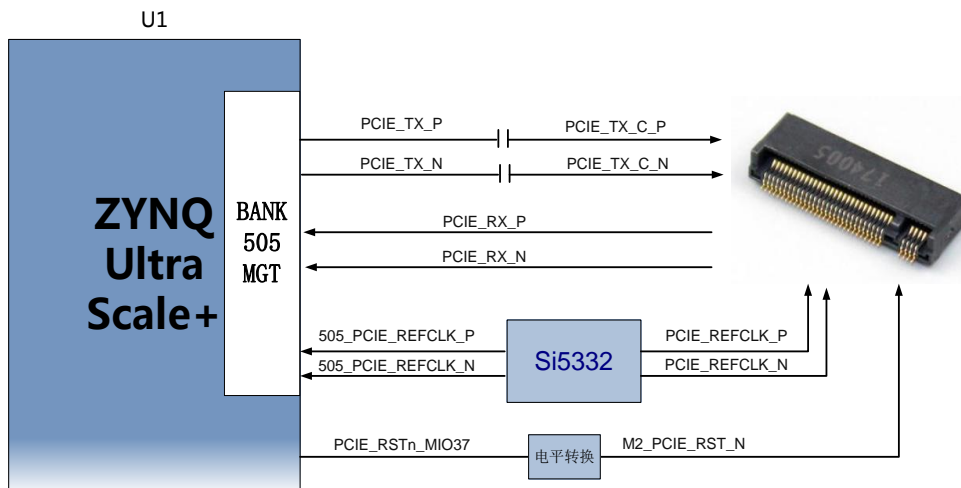 U1
ZYNQ
Ultra
Scale+
BANK
505
MGT
PCIE_TX_P
PCIE_TX_C_P
PCIE_TX_N
PCIE_TX_C_N
PCIE_RX_P
PCIE_RX_N
505_PCIE_REFCLK_P
505_PCIE_REFCLK_N
Si5332
PCIE_REFCLK_P
PCIE_REFCLK_N
PCIE_RSTn_MIO37
电平转换
M2_PCIE_RST_N
174005